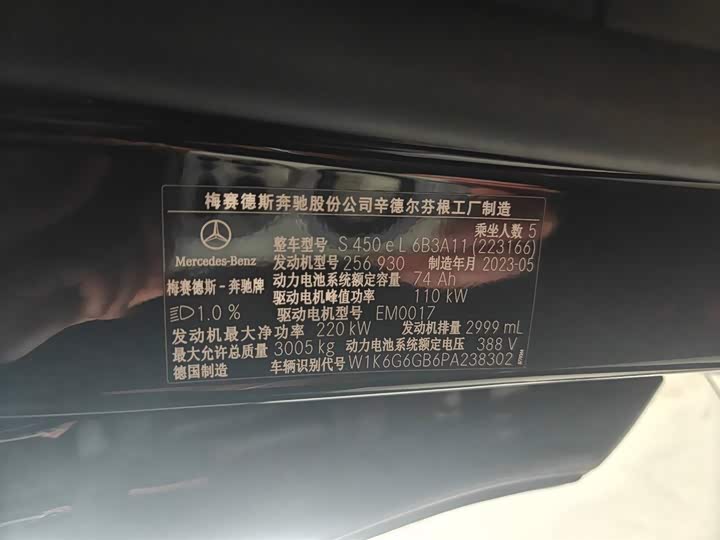 梅赛德斯奔驰股份公司辛德尔芬根工厂制造
乘坐人数 5
Mercedes-Benz
整车型号 S 450 e L 6B3A11 (223166)
发动机型号 256 930 制造年月 2023-05
动力电池系统额定容量 74 Ah
梅赛德斯 - 奔驰牌 驱动电机峰值功率 110 kW
1.0 % 驱动电机型号 EM0017
发动机最大净功率 220 kW 发动机排量 2999 mL
最大允许总质量 3005 kg 动力电池系统额定电压 388 V
德国制造 车辆识别代号 W1K6G6GB6PA238302